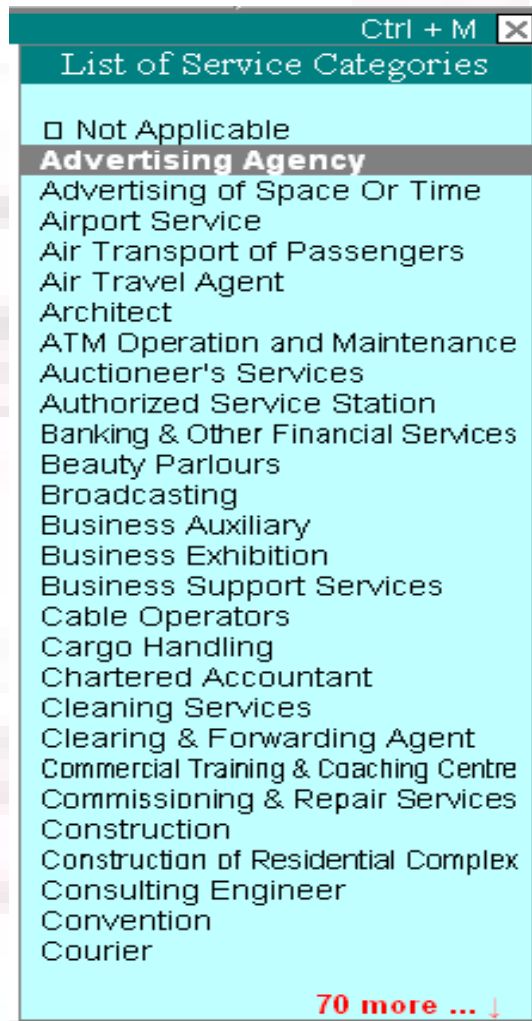 Ctrl + M
List of Service Categories
Not Applicable
Advertising Agency
Advertising of Space Or Time
Airport Service
Air Transport of Passengers
Air Travel Agent
Architect
ATM Operation and Maintenance
Auctioneer's Services
Authorized Service Station
Banking & Other Financial Services
Beauty Parlours
Broadcasting
Business Auxiliary
Business Exhibition
Business Support Services
Cable Operators
Cargo Handling
Chartered Accountant
Cleaning Services
Clearing & Forwarding Agent
Commercial Training & Coaching Centre
Commissioning & Repair Services
Construction
Construction of Residential Complex
Consulting Engineer
Convention
Courier
70 more ... ↓